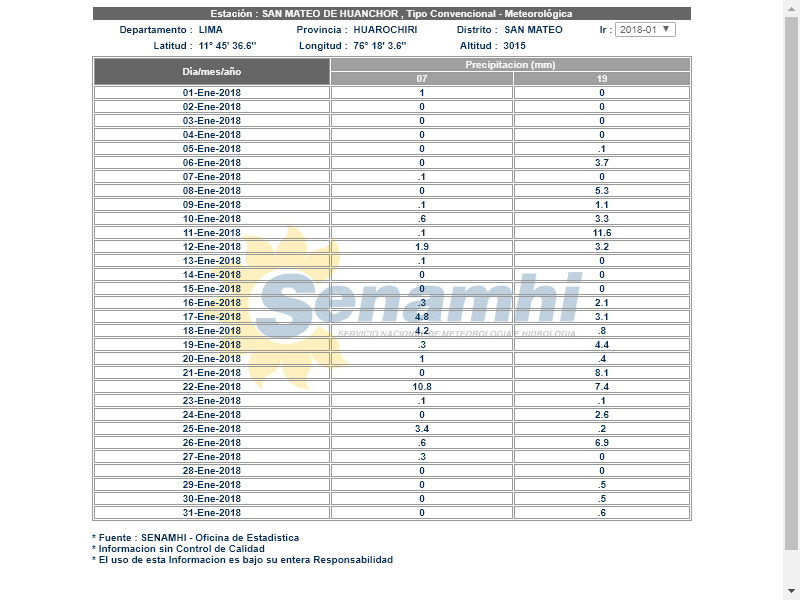 Estación : SAN MATEO DE HUANCHOR , Tipo Convencional - Meteorológica
Departamento : LIMA Provincia : HUAROCHIRI Distrito : SAN MATEO Ir : 2018-01
Latitud : 11° 45' 36.6'' Longitud : 76° 18' 3.6'' Altitud : 3015
Dia/mes/año Precipitacion (mm)
07 19
01-Ene-2018 1 0
02-Ene-2018 0 0
03-Ene-2018 0 0
04-Ene-2018 0 0
05-Ene-2018 0 .1
06-Ene-2018 0 3.7
07-Ene-2018 .1 0
08-Ene-2018 0 5.3
09-Ene-2018 .1 1.1
10-Ene-2018 .6 3.3
11-Ene-2018 .1 11.6
12-Ene-2018 1.9 3.2
13-Ene-2018 .1 0
14-Ene-2018 0 0
15-Ene-2018 0 0
16-Ene-2018 .3 2.1
17-Ene-2018 4.8 3.1
18-Ene-2018 4.2 .8
19-Ene-2018 .3 4.4
20-Ene-2018 1 .4
21-Ene-2018 0 8.1
22-Ene-2018 10.8 7.4
23-Ene-2018 .1 .1
24-Ene-2018 0 2.6
25-Ene-2018 3.4 .2
26-Ene-2018 .6 6.9
27-Ene-2018 .3 0
28-Ene-2018 0 0
29-Ene-2018 0 .5
30-Ene-2018 0 .5
31-Ene-2018 0 .6
Senamhi
SERVICIO NACIONAL DE METEOROLOGIA E HIDROLOGIA
* Fuente : SENAMHI - Oficina de Estadistica
* Informacion sin Control de Calidad
* El uso de esta Informacion es bajo su entera Responsabilidad